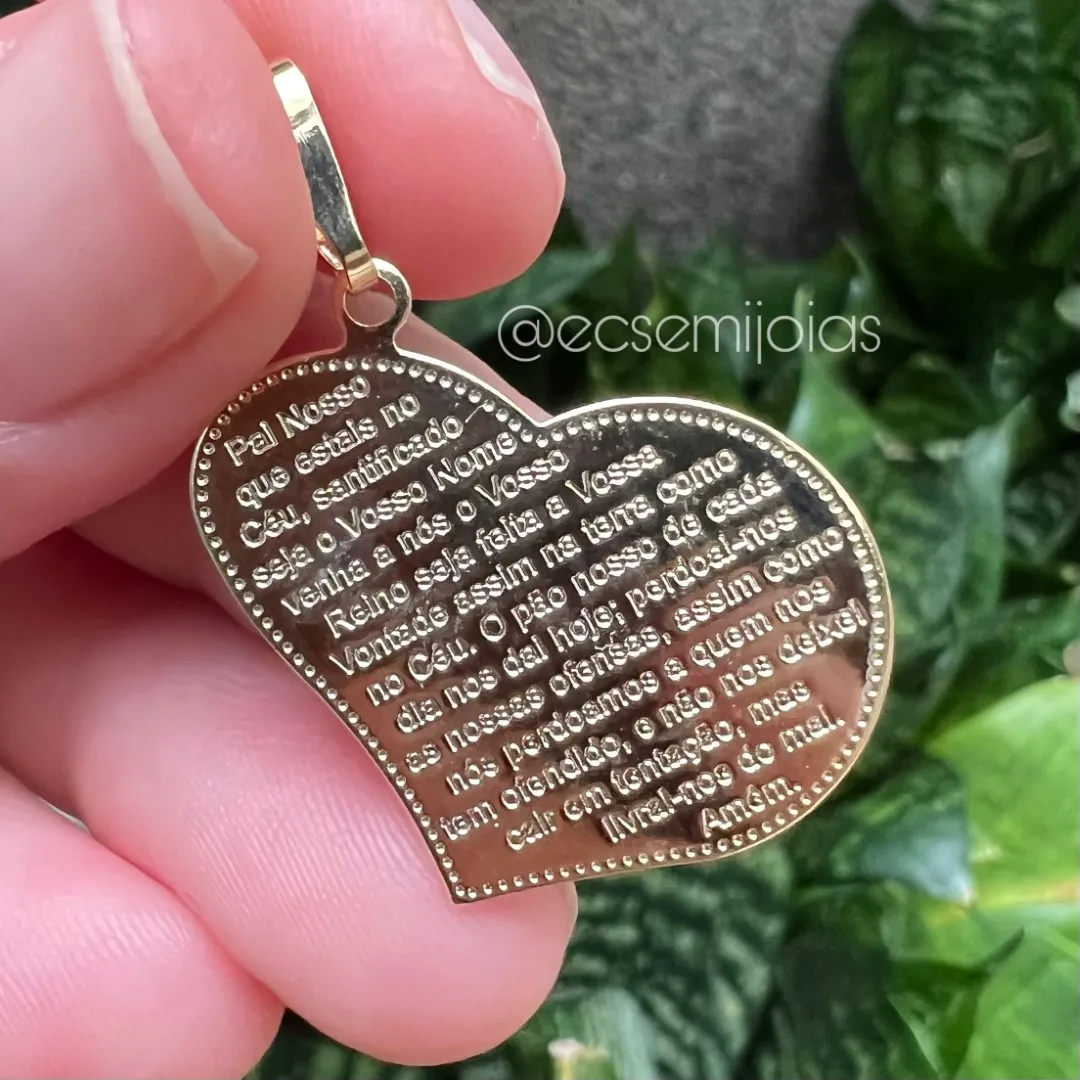 @ecsemijoias
Pai Nosso
que estais no
Céu, santificado
seja o Vosso Nome
venha a nós o Vosso
Reino seja feita a Vossa
Vontade assim na terra como
no Céu. O pão nosso de cada
dia nos dai hoje; perdoai-nos
as nossas ofensas, assim como
nós perdoamos a quem nos
tem ofendido, e não nos deixei
cair em tentação, mas
livrai-nos do mal.
Amém.